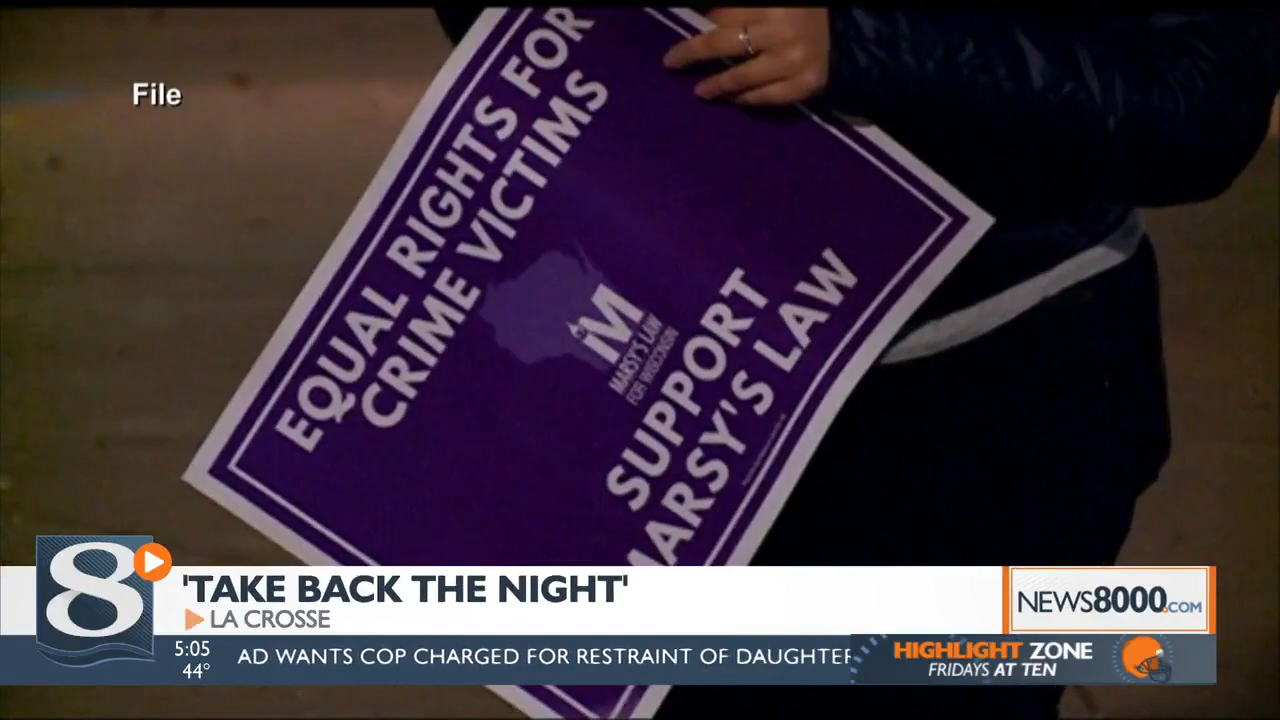 File
EQUAL RIGHTS FOR
CRIME VICTIMS
M
MARSY'S LAW
FOR WISCONSIN
SUPPORT
MARSY'S LAW
8
'TAKE BACK THE NIGHT'
LA CROSSE
NEWS8000.COM
5:05
44°
AD WANTS COP CHARGED FOR RESTRAINT OF DAUGHTER
HIGHLIGHT ZONE
FRIDAYS AT TEN